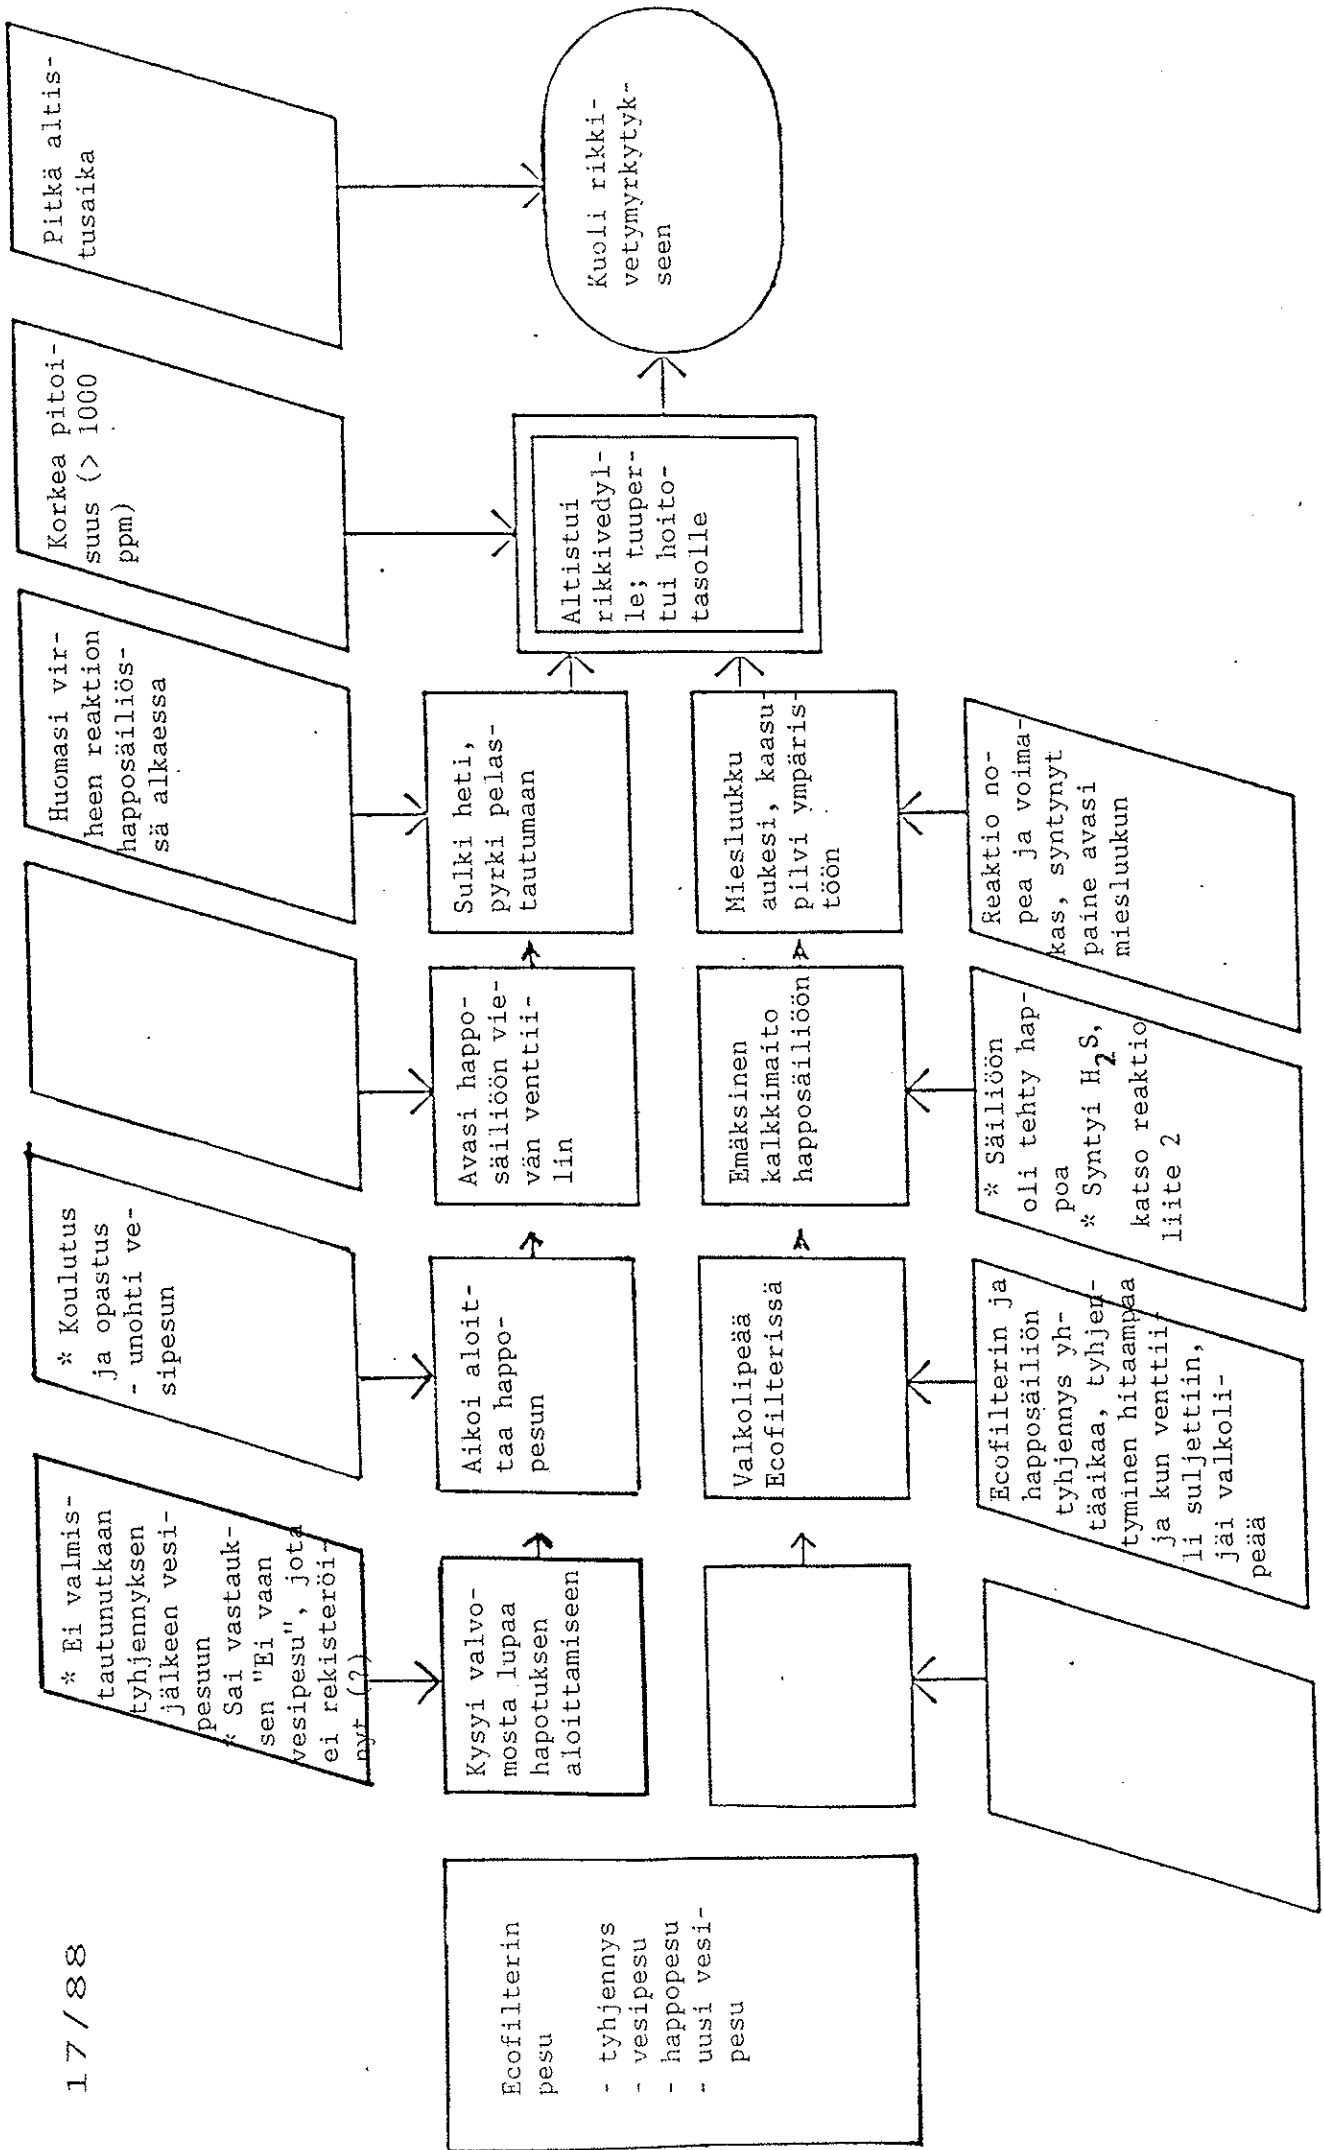 17/88
Ecofilterin
pesu
- tyhjennys
- vesipesu
- happopesu
- uusi vesi-
pesu
* Ei valmis-
tautunutkaan
tyhjennyksen
jälkeen vesi-
pesuun
* Sai vastauk-
sen "Ei vaan
vesipesu", jota
ei rekisteröi-
nyt (?)
Kysyi valvo-
mosta lupaa
hapotuksen
aloittamiseen
* Koulutus
ja opastus
- unohti ve-
sipesun
Aikoi aloit-
taa happo-
pesun
Avasi happo-
säiliöön vie-
vän venttii-
lin
Huomasi vir-
heen reaktion
happosäiliös-
sä alkaessa
Sulki heti,
pyrki pelas-
tautumaan
Korkea pitoi-
suus (> 1000
ppm)
Altistui
rikkivedyl-
le; tuuper-
tui hoito-
tasolle
Pitkä altis-
tusaika
Kuoli rikki-
vetymyrkytyk-
seen
Valkolipeää
Ecofilterissä
Ecofilterin ja
happosäiliön
tyhjennys yh-
täaikaa, tyhjen-
tyminen hitaampaa
ja kun venttii-
li suljettiin,
jäi valkoli-
peää
Emäksinen
kalkkimaito
happosäiliöön
* Säiliöön
oli tehty hap-
poa
* Syntyi H₂S,
katso reaktio
liite 2
Miesluukku
aukesi, kaasu
pilvi ympäris
töön
Reaktio no-
pea ja voima-
kas, syntynyt
paine avasi
miesluukun